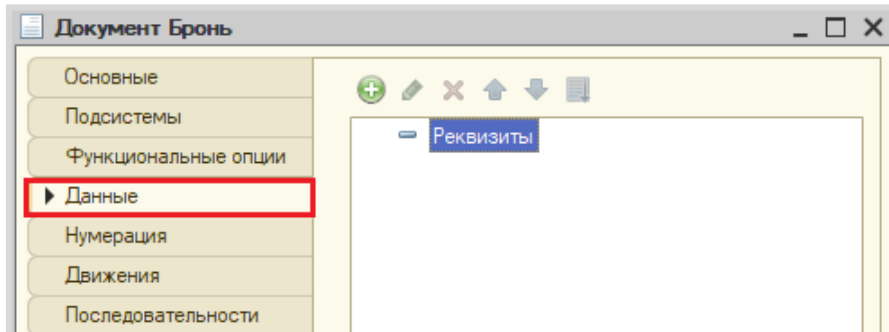 Документ Бронь
Основные
Подсистемы
Функциональные опции
Данные
Нумерация
Движения
Последовательности
Реквизиты